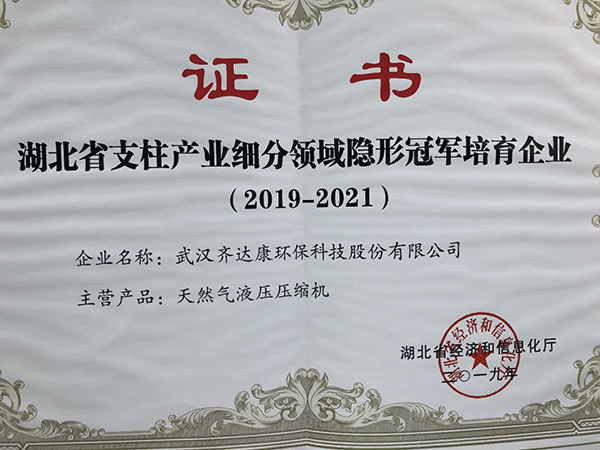 证书
湖北省支柱产业细分领域隐形冠军培育企业
（2019-2021）
企业名称：武汉齐达康环保科技股份有限公司
主营产品：天然气液压压缩机
湖北省经济和信息化厅
二〇一九年